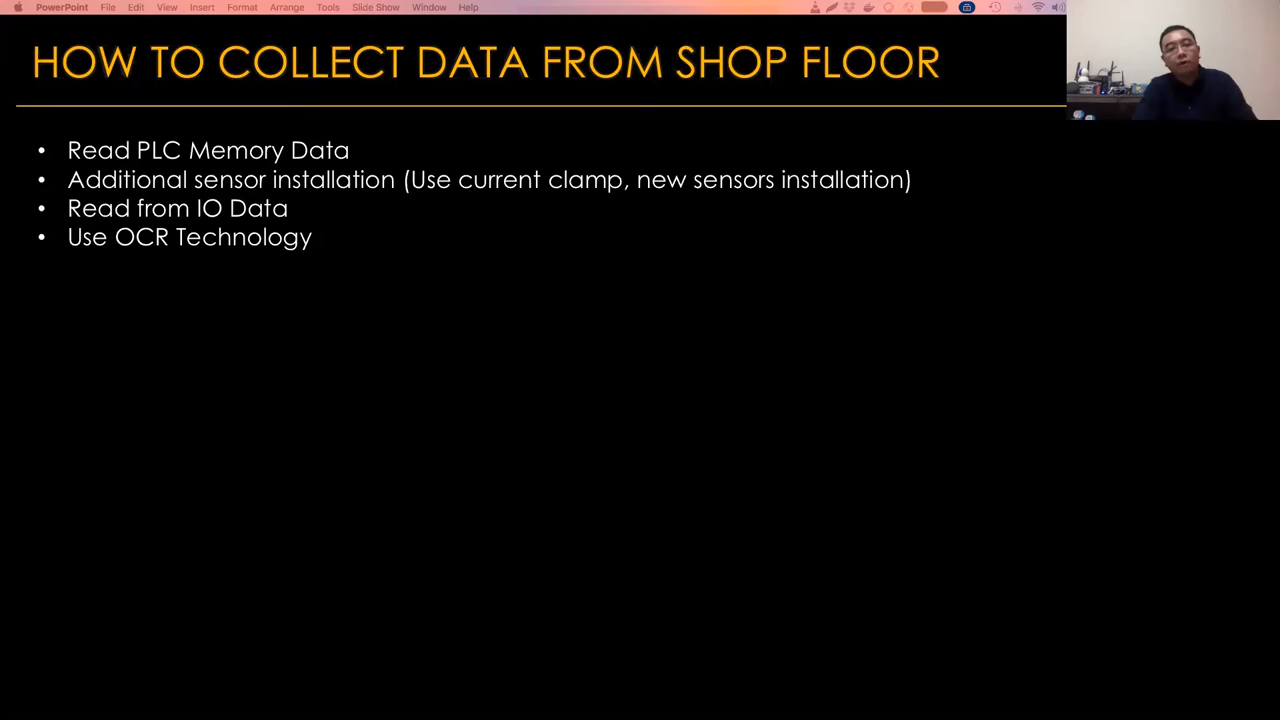 PowerPoint File Edit View Insert Format Arrange Tools Slide Show Window Help
HOW TO COLLECT DATA FROM SHOP FLOOR
• Read PLC Memory Data
• Additional sensor installation (Use current clamp, new sensors installation)
• Read from IO Data
• Use OCR Technology